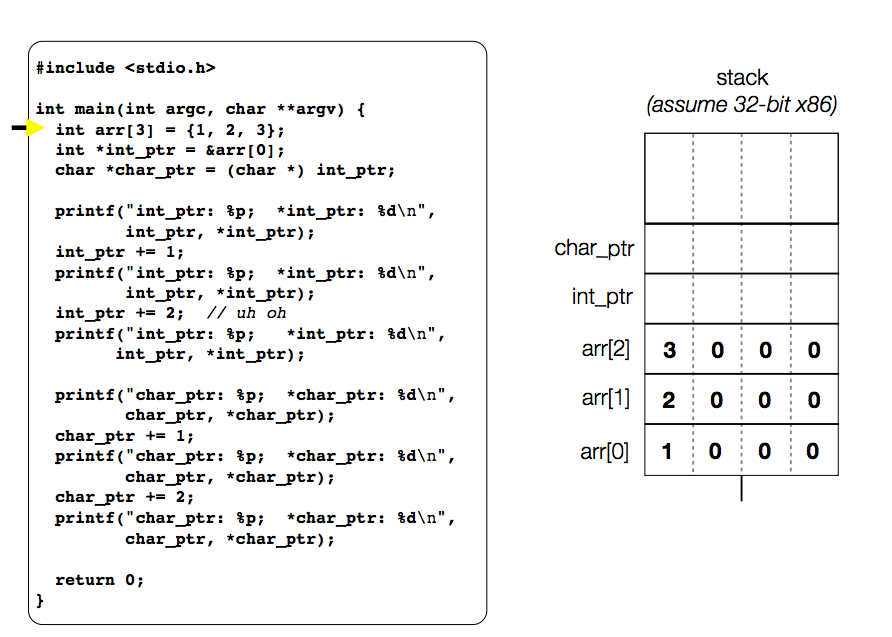 #include <stdio.h>
int main(int argc, char **argv) {
int arr[3] = {1, 2, 3};
int *int_ptr = &arr[0];
char *char_ptr = (char *) int_ptr;
printf("int_ptr: %p;  *int_ptr: %d\n",
int_ptr, *int_ptr);
int_ptr += 1;
printf("int_ptr: %p;  *int_ptr: %d\n",
int_ptr, *int_ptr);
int_ptr += 2;  // uh oh
printf("int_ptr: %p;   *int_ptr: %d\n",
int_ptr, *int_ptr);
printf("char_ptr: %p;  *char_ptr: %d\n",
char_ptr, *char_ptr);
char_ptr += 1;
printf("char_ptr: %p;  *char_ptr: %d\n",
char_ptr, *char_ptr);
char_ptr += 2;
printf("char_ptr: %p;  *char_ptr: %d\n",
char_ptr, *char_ptr);
return 0;
}
stack
(assume 32-bit x86)
char_ptr
int_ptr
arr[2] 3 0 0 0
arr[1] 2 0 0 0
arr[0] 1 0 0 0